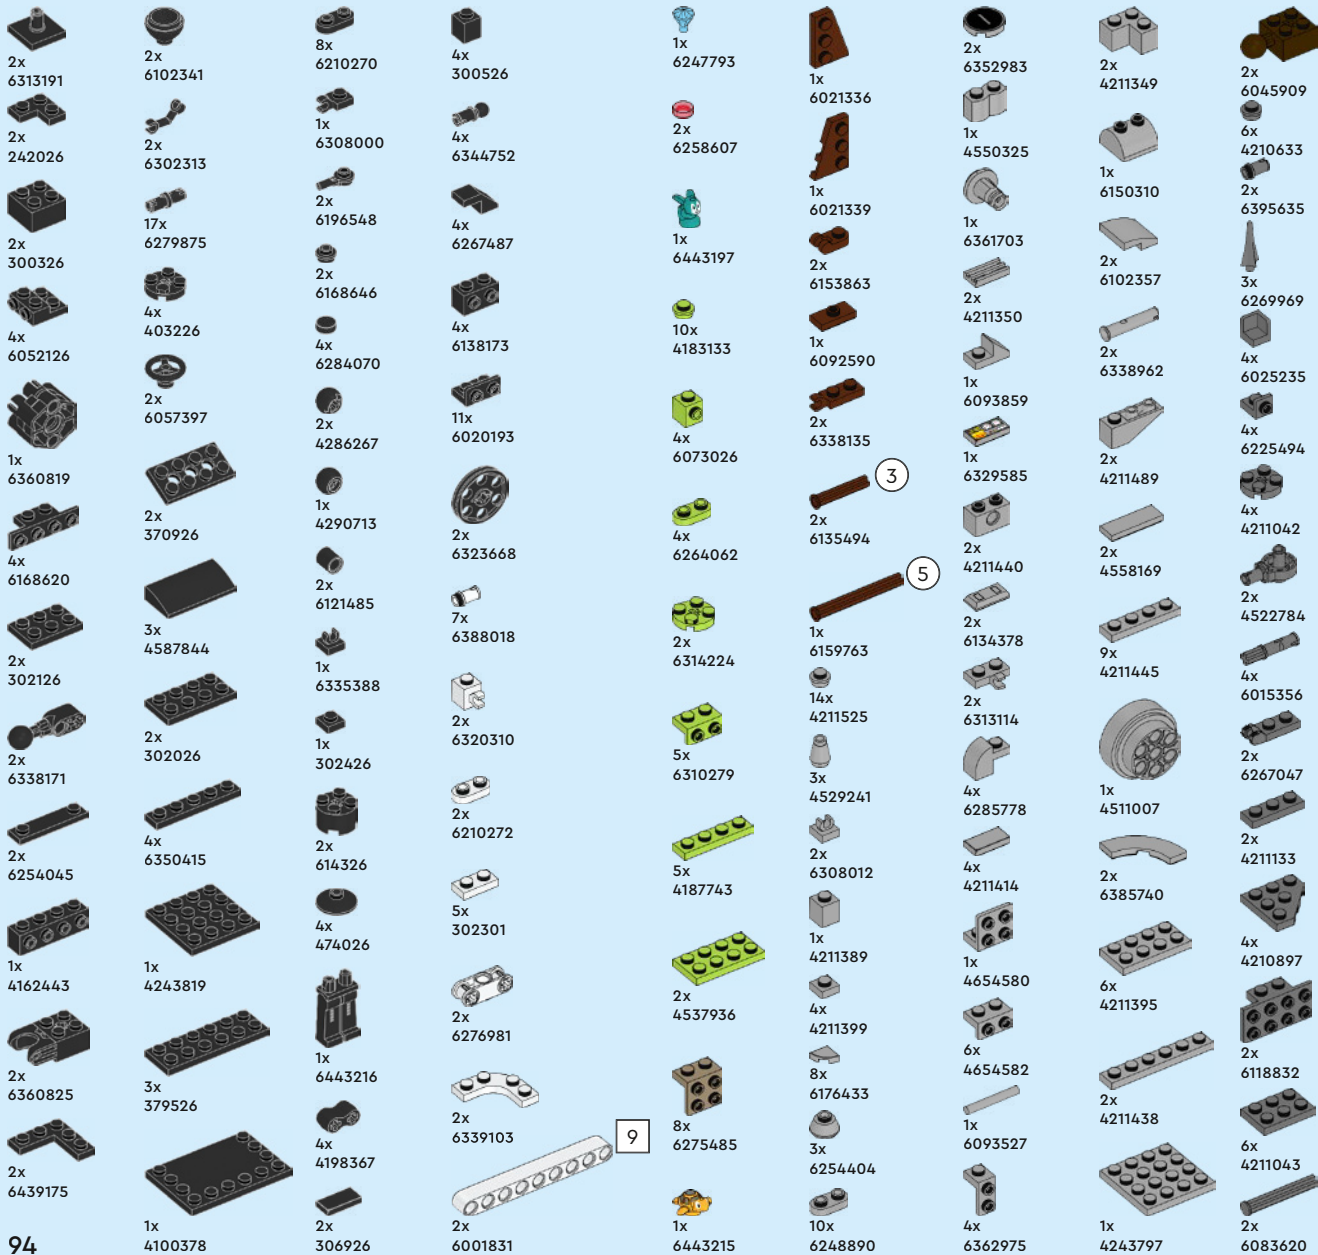 2x
6313191
2x
242026
2x
300326
4x
6052126
1x
6360819
4x
6168620
2x
302126
2x
6338171
2x
6254045
1x
4162443
2x
6360825
2x
6439175
94
2x
6102341
2x
6302313
17x
6279875
4x
403226
2x
6057397
2x
370926
3x
4587844
2x
302026
4x
6350415
1x
4243819
3x
379526
1x
4100378
8x
6210270
1x
6308000
2x
6196548
2x
6168646
4x
6284070
2x
4286267
1x
4290713
2x
6121485
1x
6335388
1x
302426
2x
614326
4x
474026
1x
6443216
4x
4198367
2x
306926
4x
300526
4x
6344752
4x
6267487
4x
6138173
11x
6020193
2x
6323668
7x
6388018
2x
6320310
2x
6210272
5x
302301
2x
6276981
2x
6339103
9
2x
6001831
1x
6247793
2x
6258607
1x
6443197
10x
4183133
4x
6073026
4x
6264062
2x
6314224
5x
6310279
5x
4187743
2x
4537936
8x
6275485
1x
6443215
1x
6021336
1x
6021339
2x
6153863
1x
6092590
2x
6338135
3
2x
6135494
5
1x
6159763
14x
4211525
3x
4529241
2x
6308012
1x
4211389
4x
4211399
8x
6176433
3x
6254404
10x
6248890
2x
6352983
1x
4550325
1x
6361703
2x
4211350
1x
6093859
1x
6329585
2x
4211440
2x
6134378
2x
6313114
4x
6285778
4x
4211414
1x
4654580
6x
4654582
1x
6093527
4x
6362975
2x
4211349
1x
6150310
2x
6102357
2x
6338962
2x
4211489
2x
4558169
9x
4211445
1x
4511007
2x
6385740
6x
4211395
2x
4211438
1x
4243797
2x
6045909
6x
4210633
2x
6395635
3x
6269969
4x
6025235
4x
6225494
4x
4211042
2x
4522784
4x
6015356
2x
6267047
2x
4211133
4x
4210897
2x
6118832
6x
4211043
2x
6083620